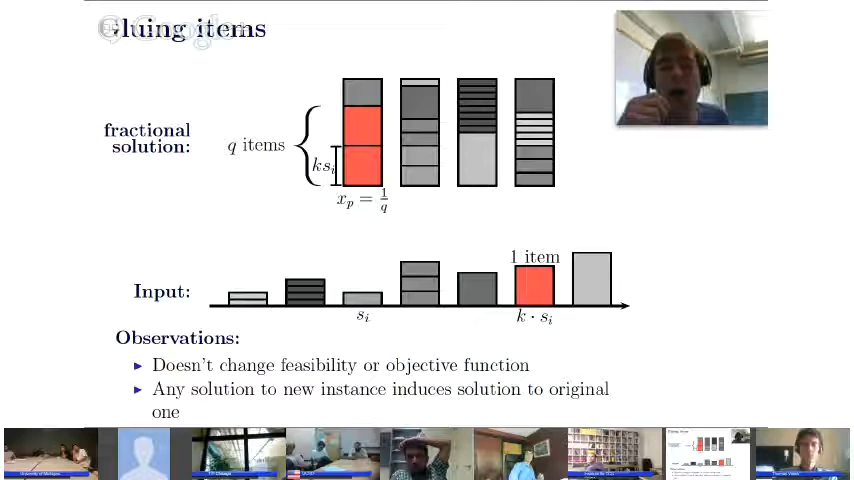 Gluing items
fractional
solution:
q items
ks_i
x_p = 1/q
1 item
Input:
s_i
k · s_i
Observations:
Doesn't change feasibility or objective function
Any solution to new instance induces solution to original
one